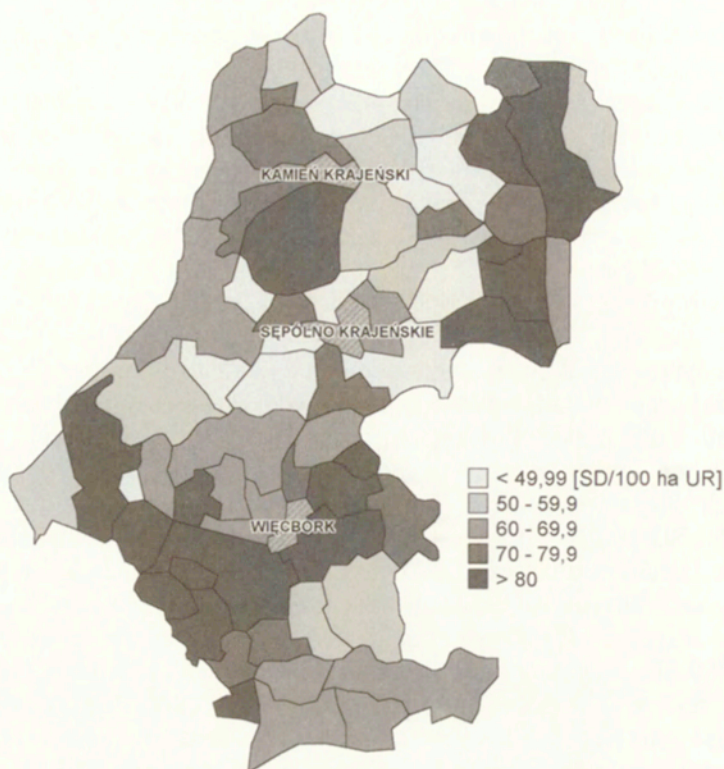 KAMIEŃ KRAJEŃSKI
SĘPÓLNO KRAJEŃSKIE
WIĘCBORK
< 49,99 [SD/100 ha UR]
50 - 59,9
60 - 69,9
70 - 79,9
> 80